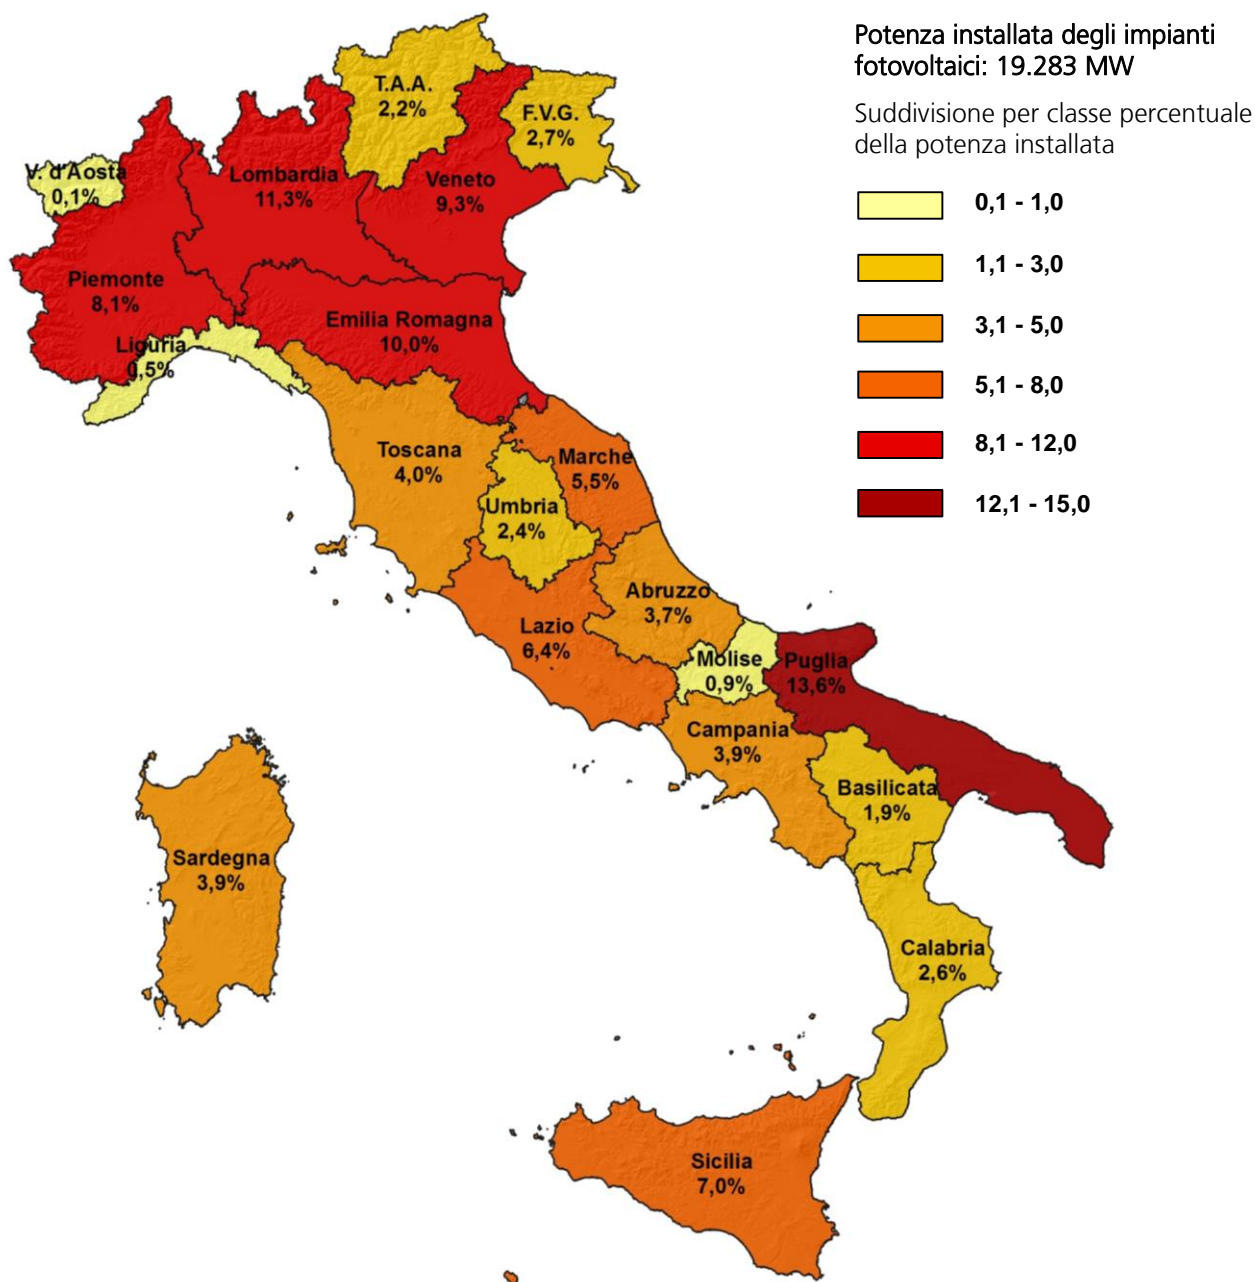 Potenza installata degli impianti
fotovoltaici: 19.283 MW
Suddivisione per classe percentuale
della potenza installata
0,1 - 1,0
1,1 - 3,0
3,1 - 5,0
5,1 - 8,0
8,1 - 12,0
12,1 - 15,0
T.A.A.
2,2%
F.V.G.
2,7%
V. d'Aosta
0,1%
Lombardia
11,3%
Veneto
9,3%
Piemonte
8,1%
Emilia Romagna
10,0%
Liguria
0,5%
Toscana
4,0%
Marche
5,5%
Umbria
2,4%
Abruzzo
3,7%
Lazio
6,4%
Molise
0,9%
Puglia
13,6%
Campania
3,9%
Basilicata
1,9%
Sardegna
3,9%
Calabria
2,6%
Sicilia
7,0%